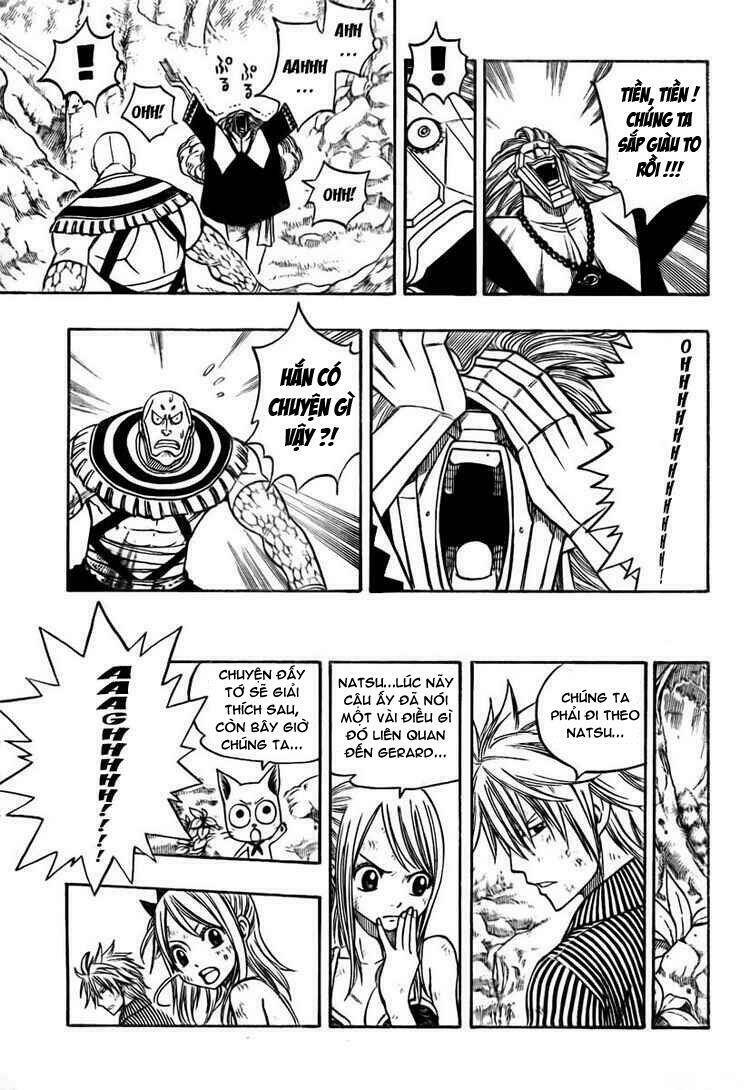 TIỀN, TIỀN !
CHÚNG TA
SẮP GIÀU TO
RỒI !!!
!
AHH
...
AAHHH
...
ぷる
ぷる
OHH!
OHH!
!
OHHHHHHHHHHHH!
HẮN CÓ
CHUYỆN GÌ
VẬY ?!
CHÚNG TA
PHẢI ĐI THEO
NATSU...
NATSU...LÚC NÃY
CÂU ẤY ĐÃ NÓI
MỘT VÀI ĐIỀU GÌ
ĐÓ LIÊN QUAN
ĐẾN GERARD...
CHUYỆN ĐẤY
TỚ SẼ GIẢI
THÍCH SAU,
CÒN BÂY GIỜ
CHÚNG TA...
AAAGHHHHH!!!!!